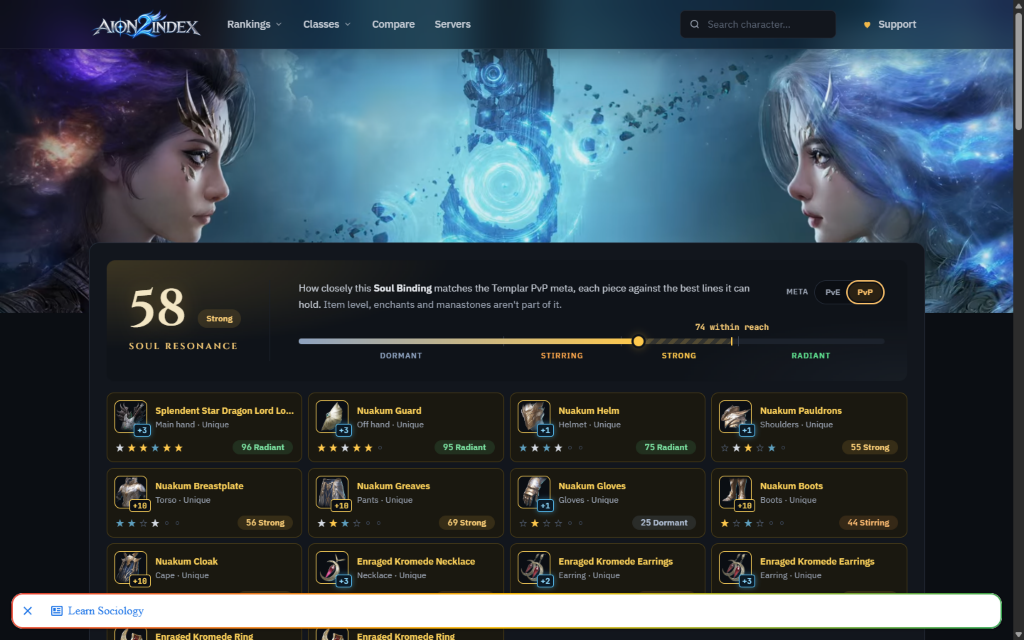 AION2INDEX
Rankings
Classes
Compare
Servers
Search character...
Support
58
Strong
SOUL RESONANCE
How closely this Soul Binding matches the Templar PvP meta, each piece against the best lines it can
hold. Item level, enchants and manastones aren't part of it.
META
PvE
PvP
74 within reach
DORMANT
STIRRING
STRONG
RADIANT
Splendent Star Dragon Lord Lo...
Main hand · Unique
+3
96 Radiant
Nuakum Guard
Off hand · Unique
+3
95 Radiant
Nuakum Helm
Helmet · Unique
+1
75 Radiant
Nuakum Pauldrons
Shoulders · Unique
+1
55 Strong
Nuakum Breastplate
Torso · Unique
+10
56 Strong
Nuakum Greaves
Pants · Unique
+10
69 Strong
Nuakum Gloves
Gloves · Unique
+1
25 Dormant
Nuakum Boots
Boots · Unique
+10
44 Stirring
Nuakum Cloak
Cape · Unique
+10
Enraged Kromede Necklace
Necklace · Unique
+3
Enraged Kromede Earrings
Earring · Unique
+2
Enraged Kromede Earrings
Earring · Unique
+3
Learn Sociology
Enraged Kromede Ring
Enraged Kromede Ring